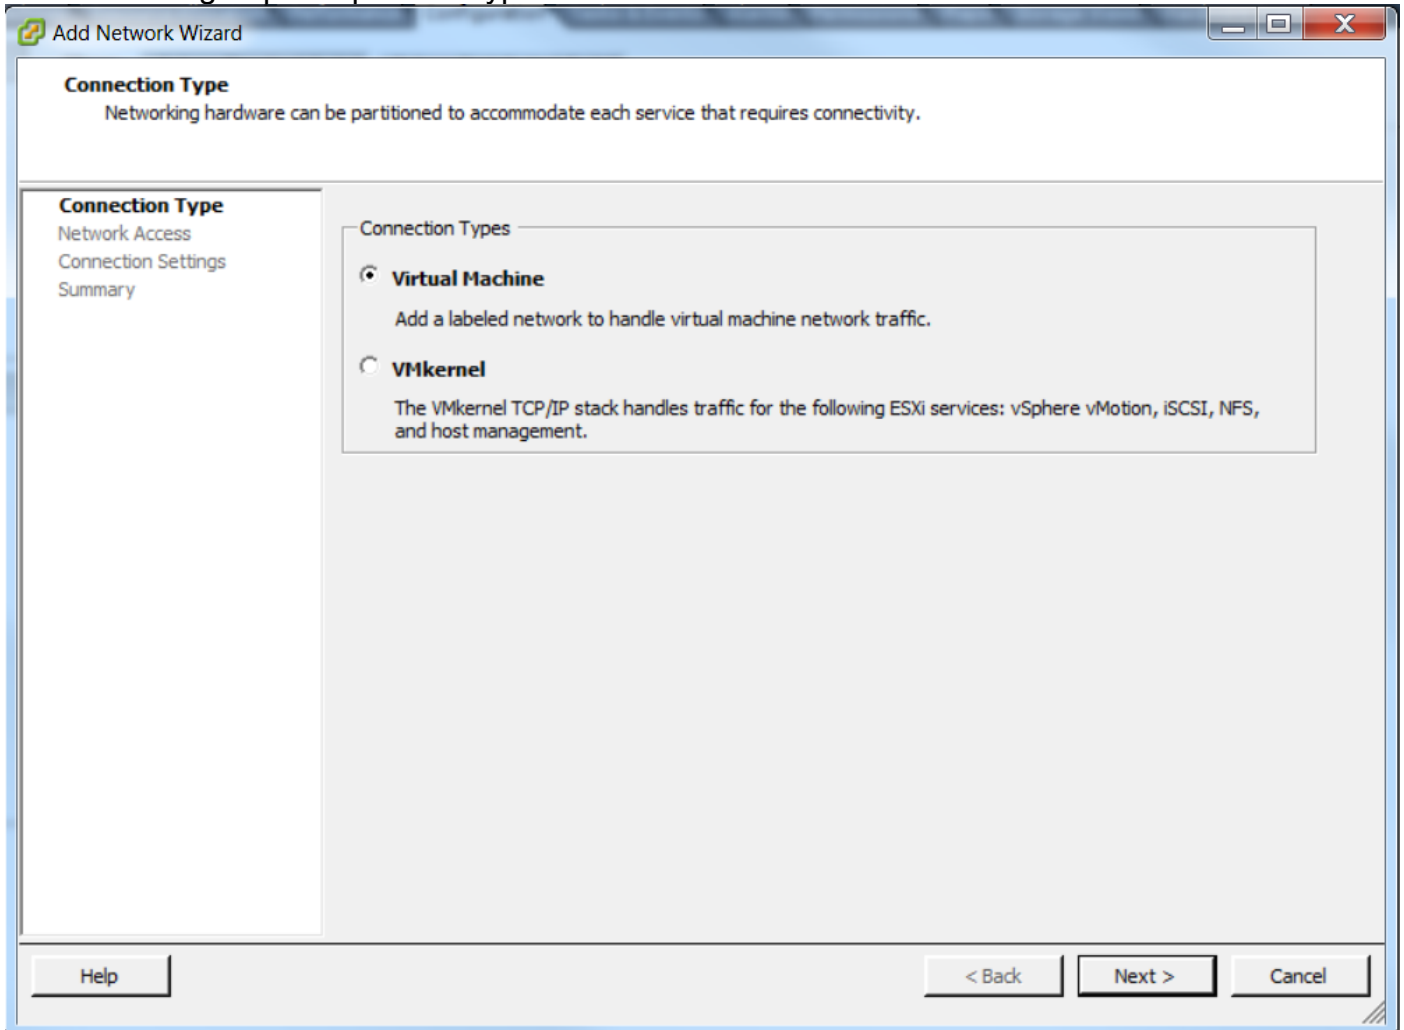 Add Network Wizard
Connection Type
Networking hardware can be partitioned to accommodate each service that requires connectivity.
Connection Type
Network Access
Connection Settings
Summary
Connection Types
Virtual Machine
Add a labeled network to handle virtual machine network traffic.
VMkernel
The VMkernel TCP/IP stack handles traffic for the following ESXi services: vSphere vMotion, iSCSI, NFS,
and host management.
Help
< Back
Next >
Cancel